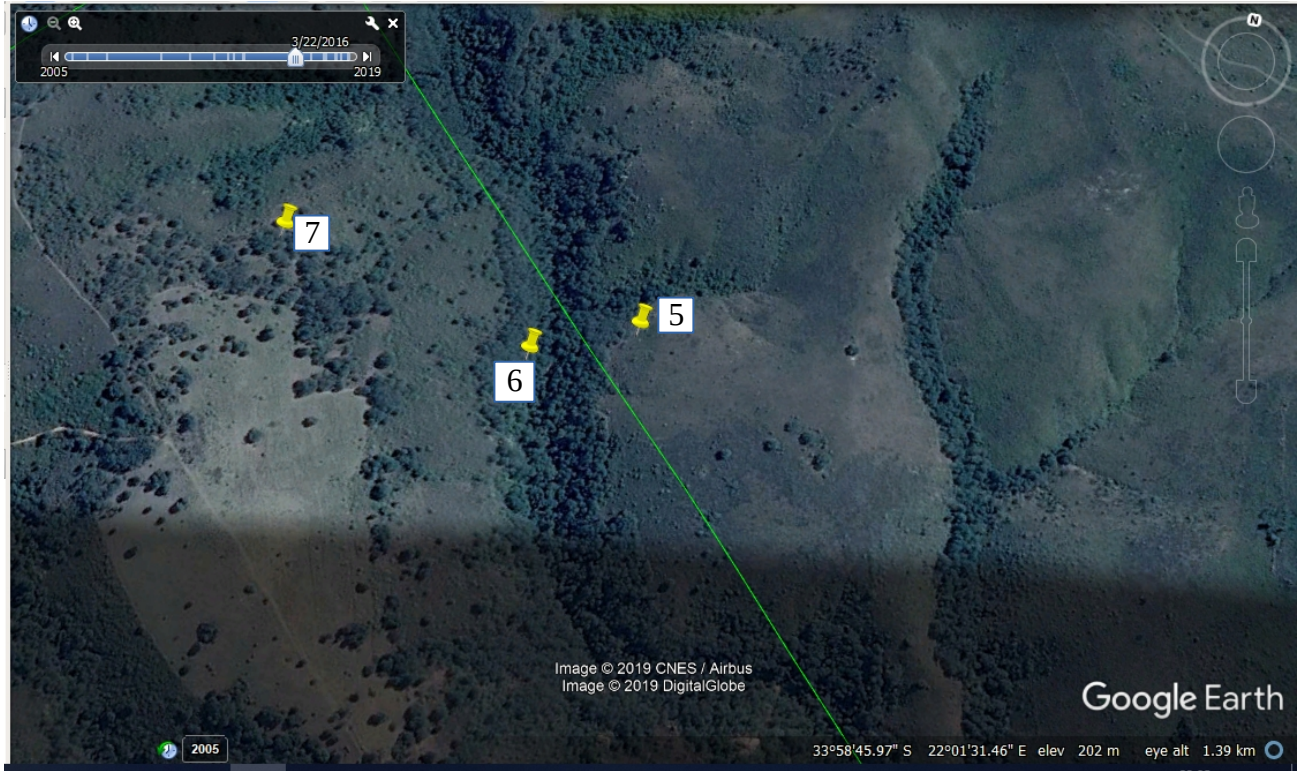 N
3/22/2016
2005
2019
7
5
6
Image © 2019 CNES / Airbus
Image © 2019 DigitalGlobe
Google Earth
2005
33°58'45.97" S 22°01'31.46" E elev 202 m eye alt 1.39 km